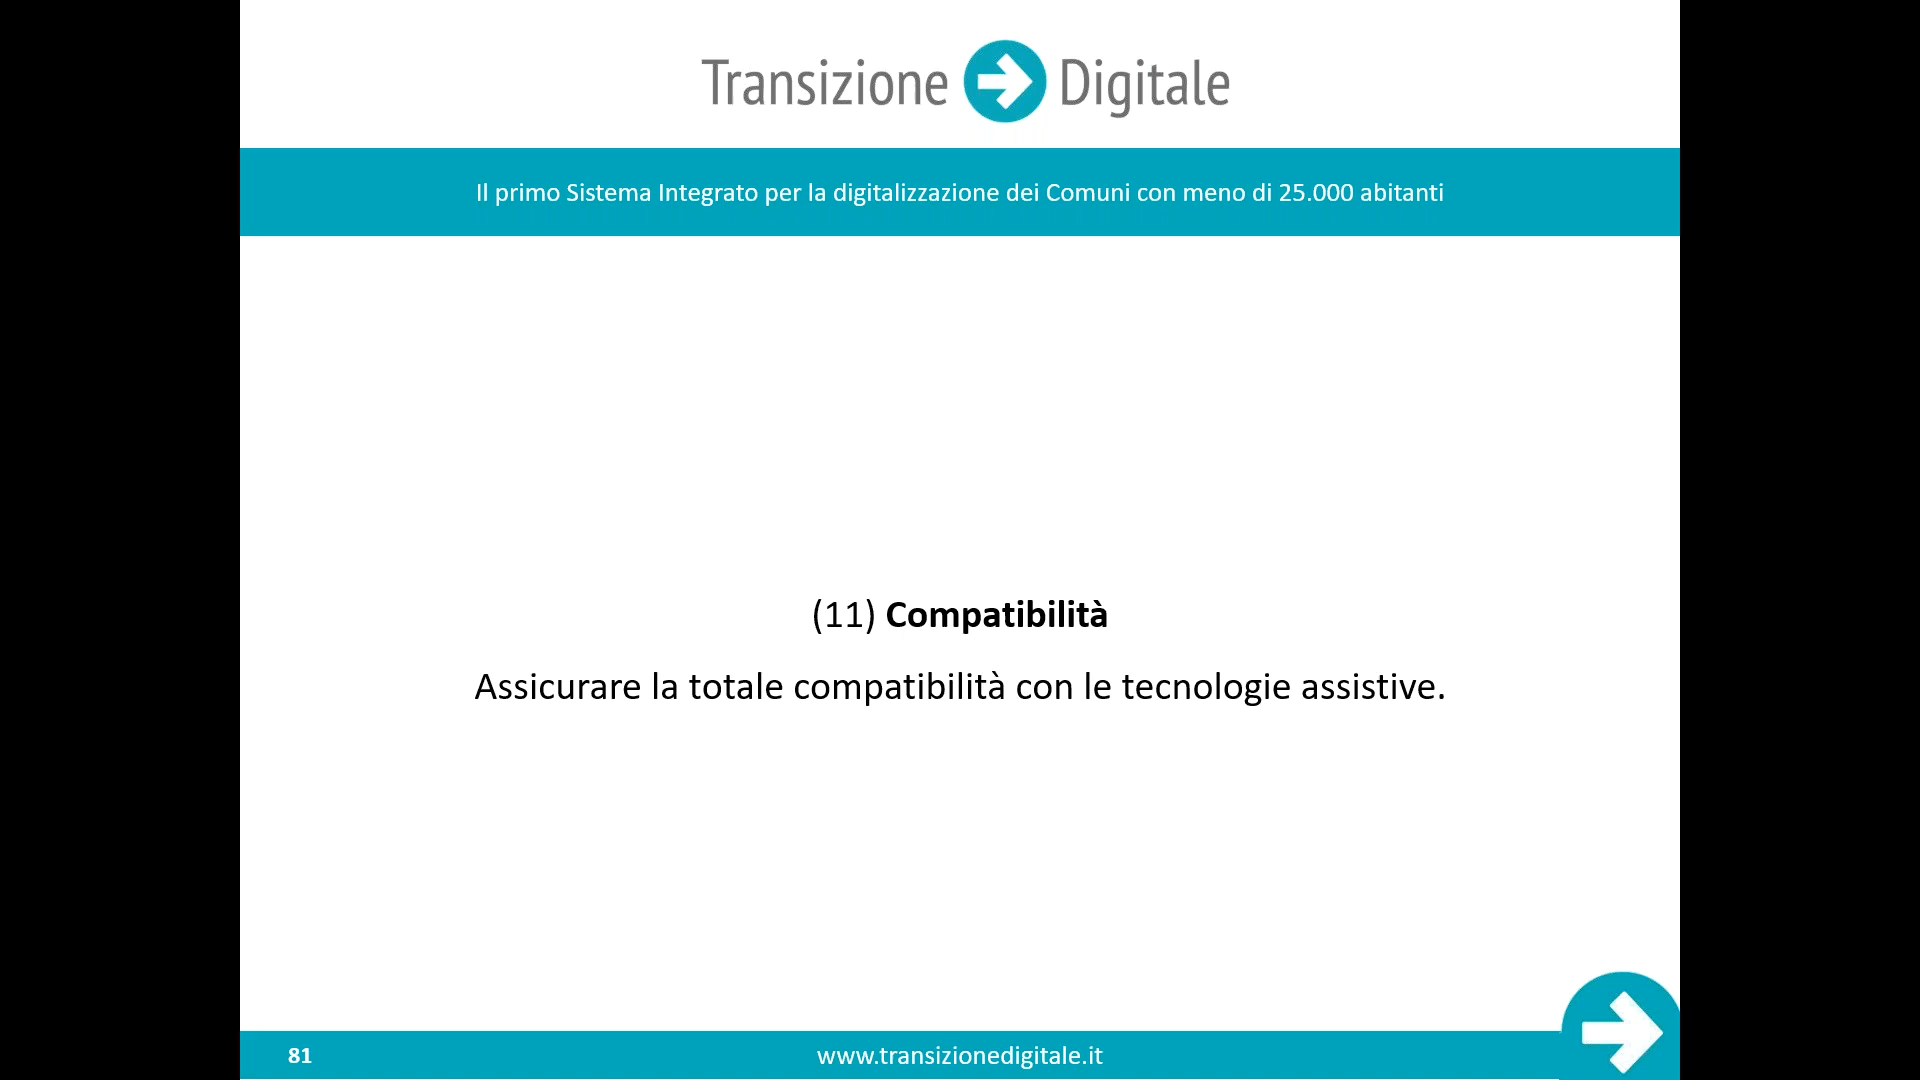 Transizione Digitale
Il primo Sistema Integrato per la digitalizzazione dei Comuni con meno di 25.000 abitanti
(11) Compatibilità
Assicurare la totale compatibilità con le tecnologie assistive.
81
www.transizionedigitale.it